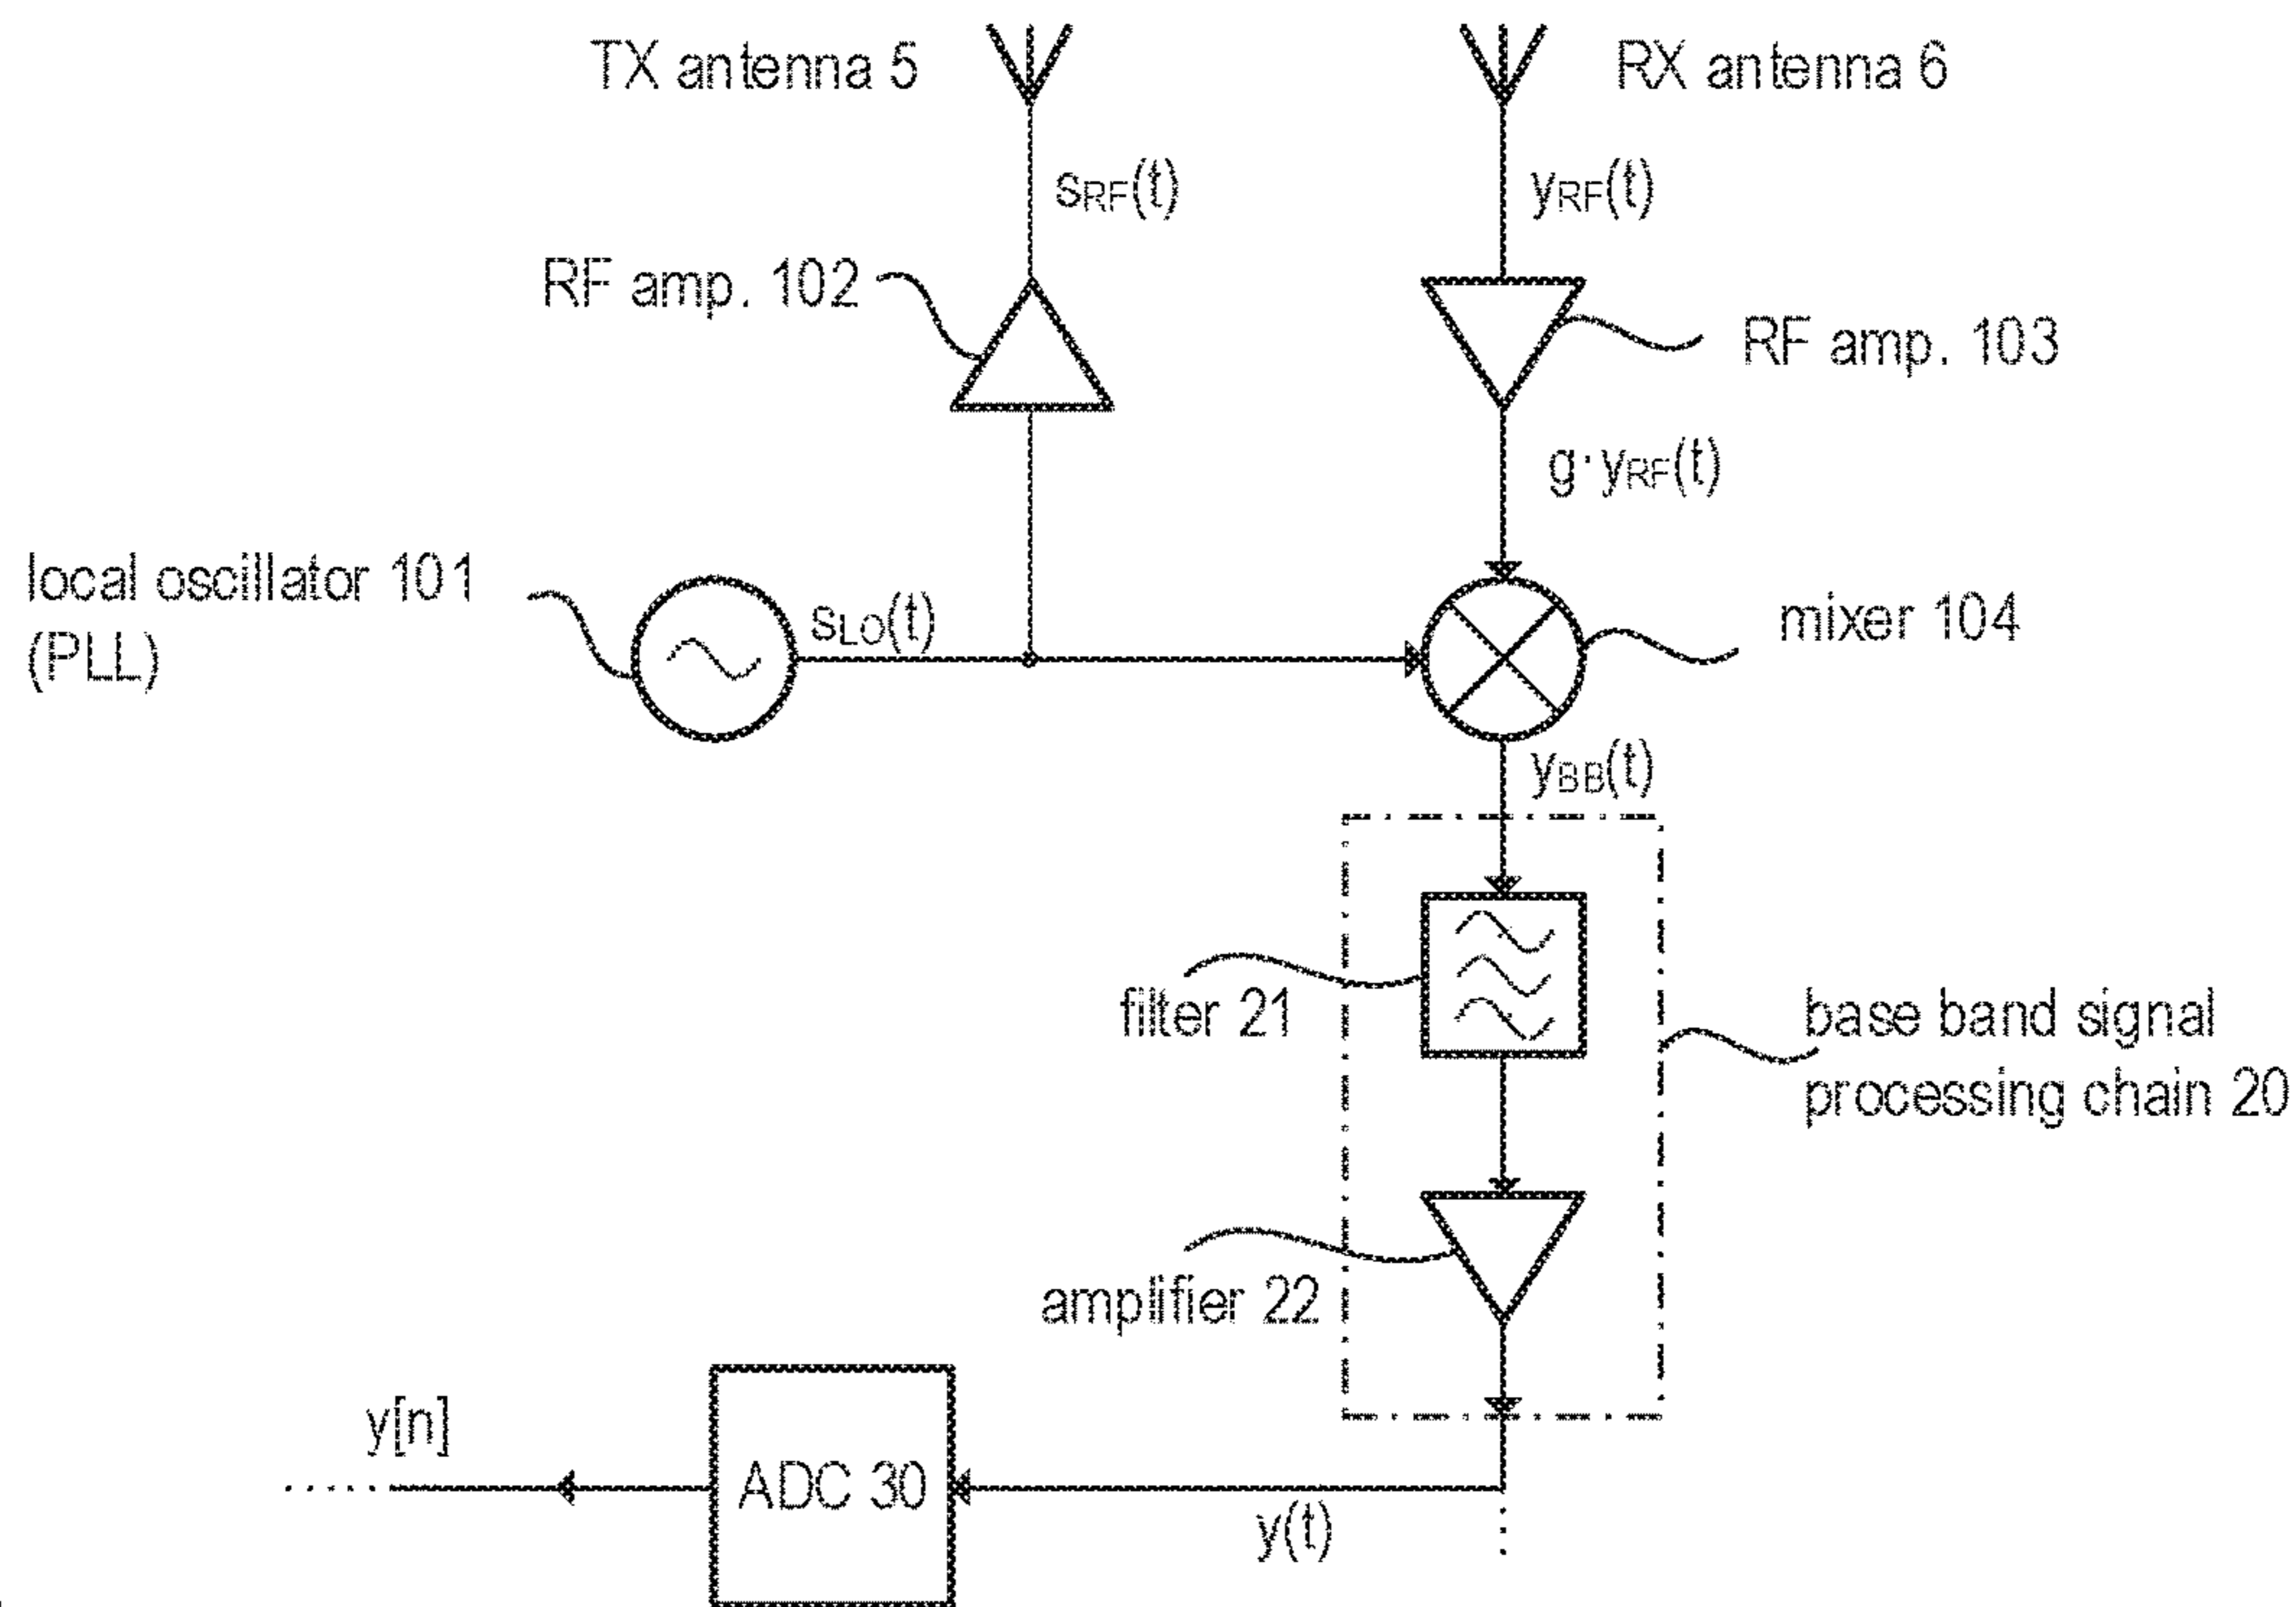 TX antenna 5
RX antenna 6
sRF(t)
yRF(t)
RF amp. 102
RF amp. 103
g·yRF(t)
local oscillator 101
(PLL)
sLO(t)
mixer 104
yBB(t)
filter 21
base band signal
processing chain 20
amplifier 22
y[n]
ADC 30
y(t)